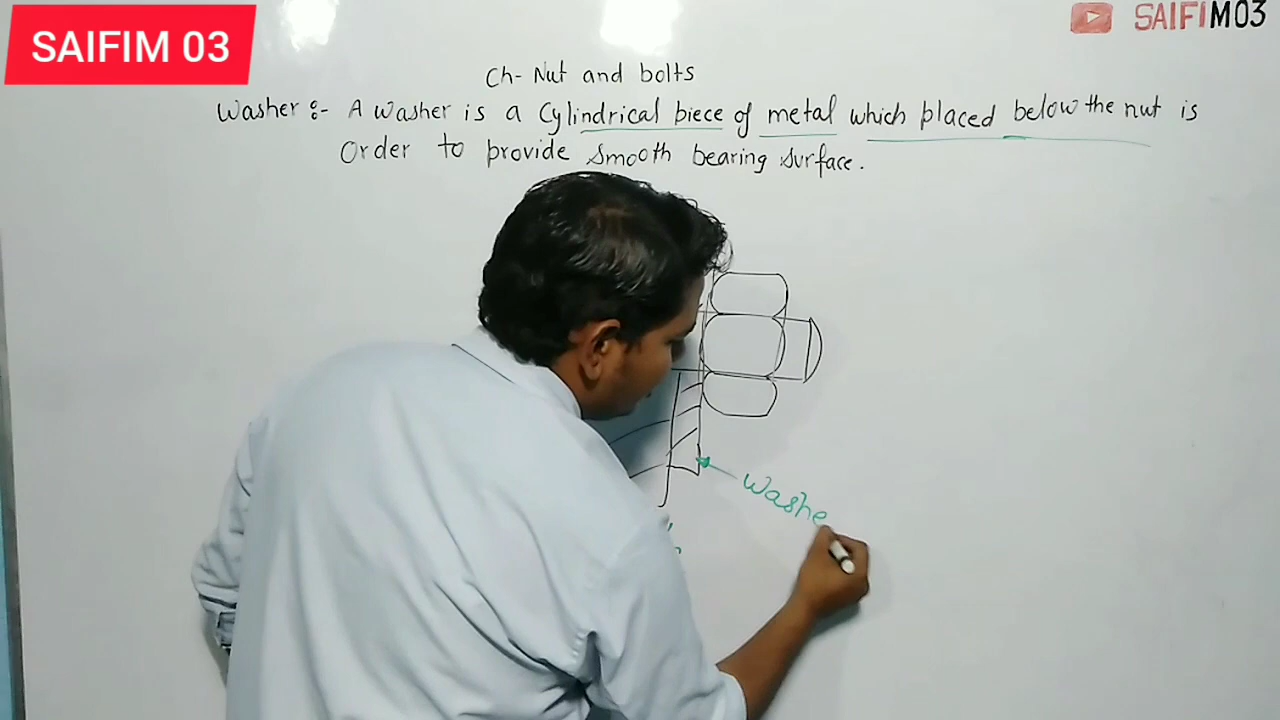 SAIFIM 03
SAIFIM03
Ch- Nut and bolts
Washer :- A washer is a Cylindrical biece of metal which placed below the nut is
Order to provide smooth bearing surface.
Washe